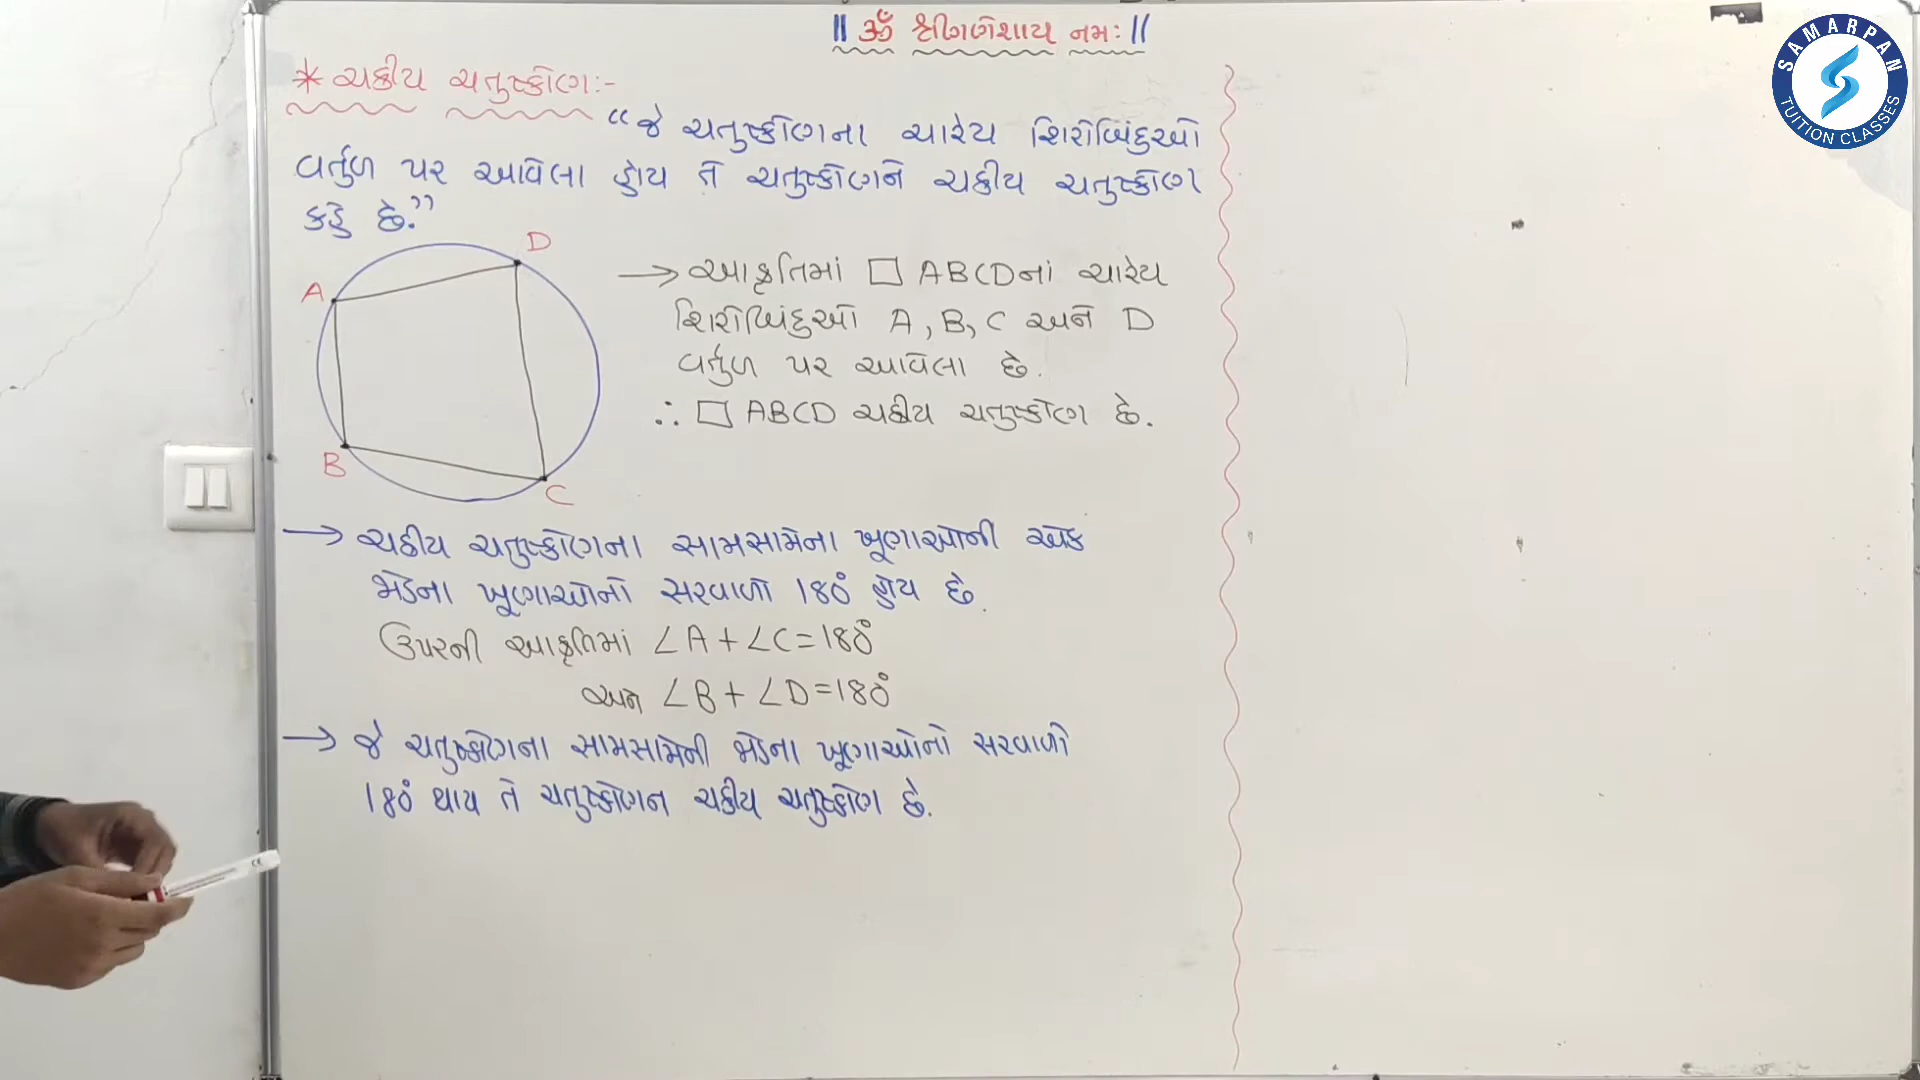 || ૐ શ્રીગણેશાય નમઃ ||
* ચક્રીય ચતુષ્કોણ:-
“જે ચતુષ્કોણના ચારેય શિરોબિંદુઓ
વર્તુળ પર આવેલા હોય તે ચતુષ્કોણને ચક્રીય ચતુષ્કોણ
કહે છે.”
→ આકૃતિમાં □ ABCDનાં ચારેય
શિરોબિંદુઓ A, B, C અને D
વર્તુળ પર આવેલા છે.
∴ □ ABCD ચક્રીય ચતુષ્કોણ છે.
A
D
B
C
→ ચક્રીય ચતુષ્કોણના સામસામેના ખૂણાઓની એક
જોડના ખૂણાઓનો સરવાળો 180° હોય છે.
ઉપરની આકૃતિમાં ∠A + ∠C = 180°
અને ∠B + ∠D = 180°
→ જે ચતુષ્કોણના સામસામેની જોડના ખૂણાઓનો સરવાળો
180° થાય તે ચતુષ્કોણન ચક્રીય ચતુષ્કોણ છે.
SAMARPAN
TUITION CLASSES